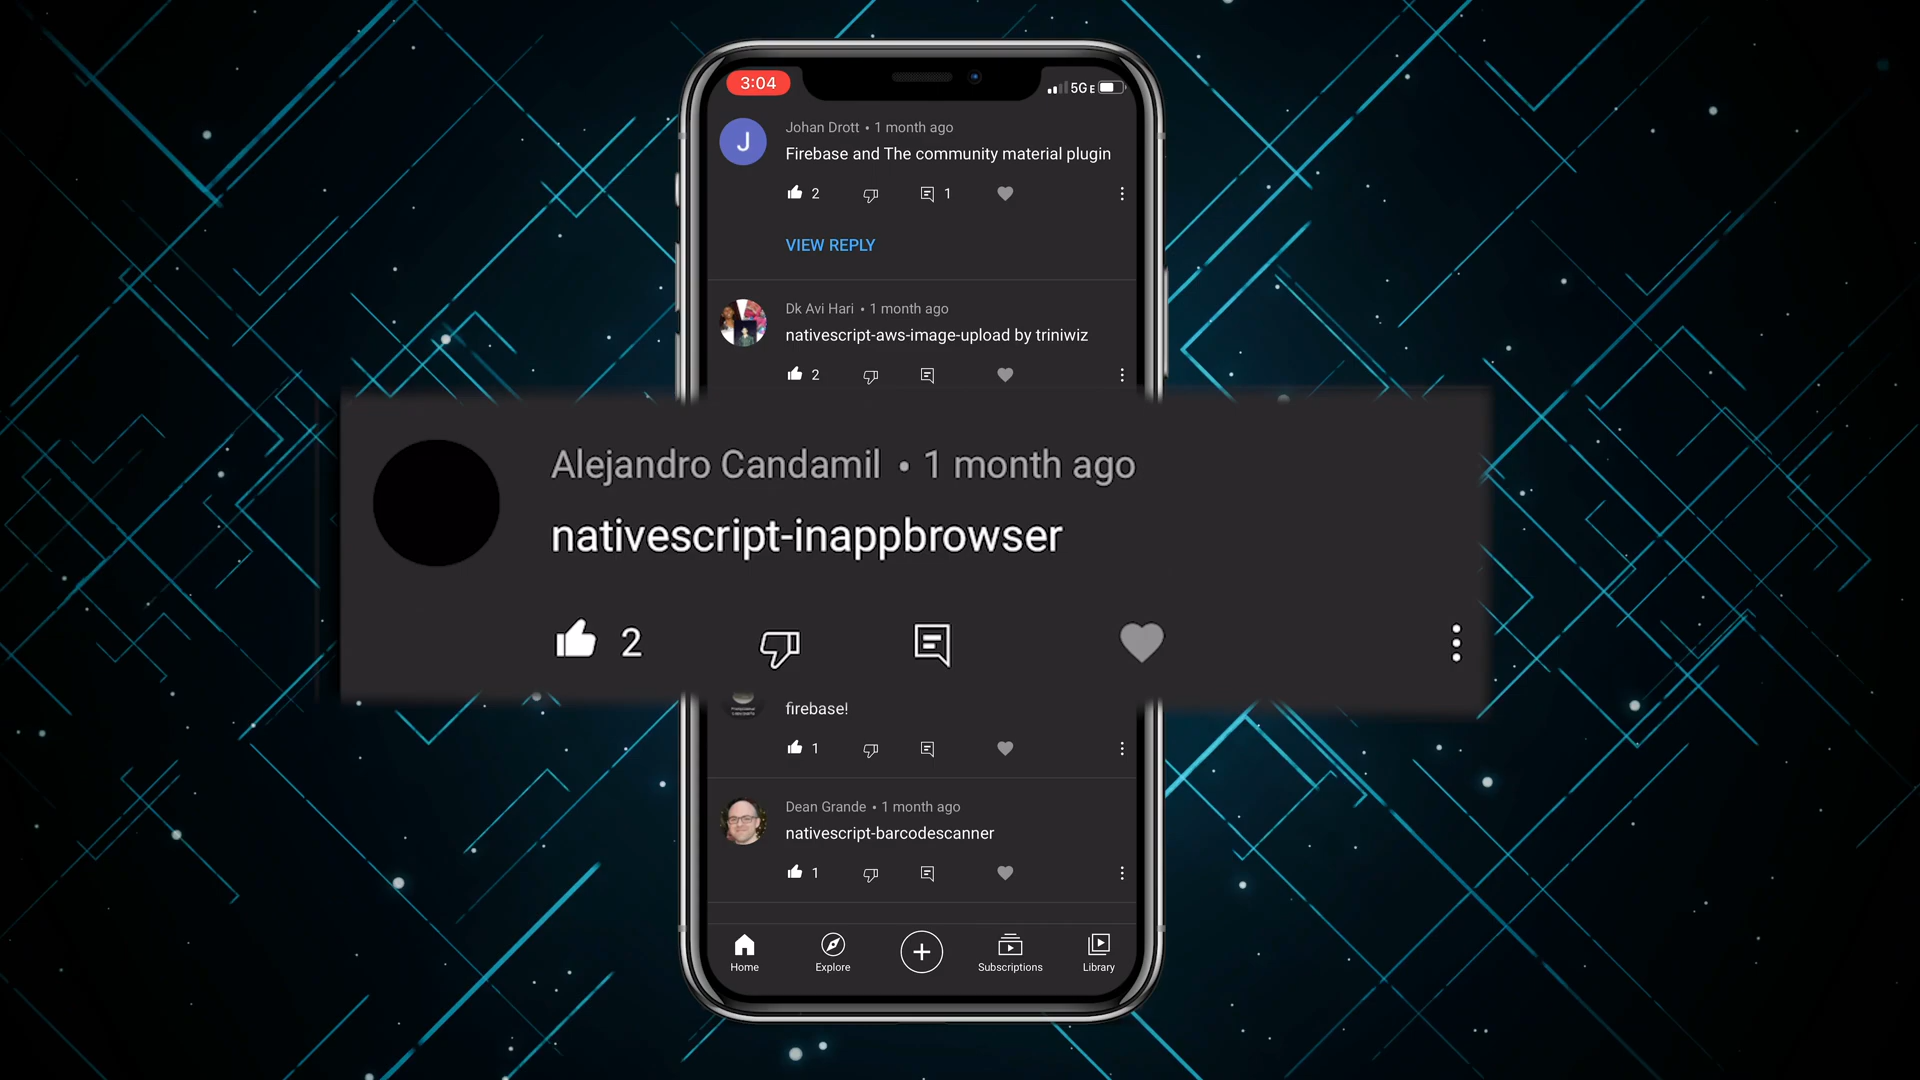 3:04
5G E
J
Johan Drott • 1 month ago
Firebase and The community material plugin
2
1
VIEW REPLY
Dk Avi Hari • 1 month ago
nativescript-aws-image-upload by triniwiz
2
Alejandro Candamil • 1 month ago
nativescript-inappbrowser
2
firebase!
1
Dean Grande • 1 month ago
nativescript-barcodescanner
1
Home
Explore
Subscriptions
Library